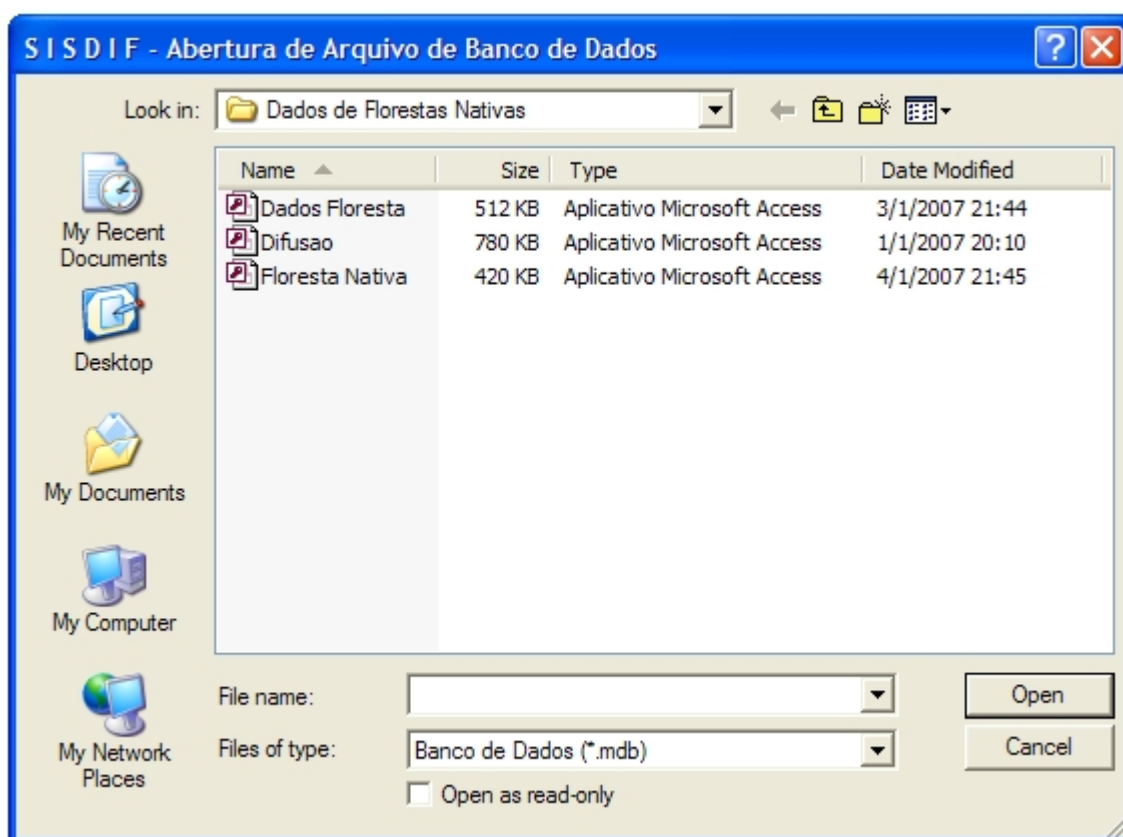 S I S D I F - Abertura de Arquivo de Banco de Dados
Look in: Dados de Florestas Nativas
Name Size Type Date Modified
Dados Floresta 512 KB Aplicativo Microsoft Access 3/1/2007 21:44
Difusao 780 KB Aplicativo Microsoft Access 1/1/2007 20:10
Floresta Nativa 420 KB Aplicativo Microsoft Access 4/1/2007 21:45
My Recent
Documents
Desktop
My Documents
My Computer
My Network
Places
File name:
Open
Files of type: Banco de Dados (*.mdb)
Cancel
Open as read-only